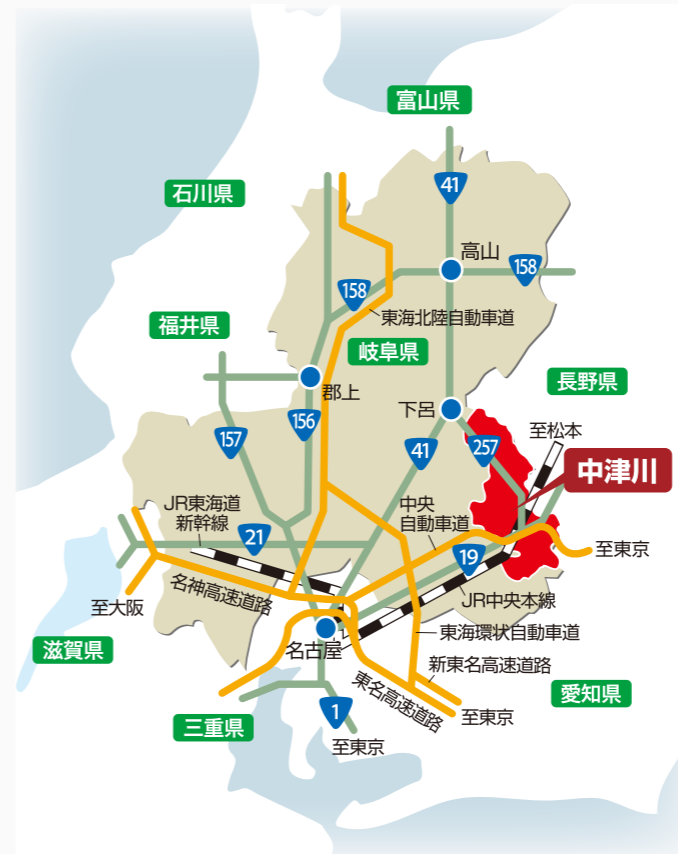 富山県
41
石川県
高山
158
158
東海北陸自動車道
福井県
岐阜県
長野県
郡上
下呂
156
至松本
157
41
257
中津川
JR東海道
新幹線
中央
自動車道
21
19
至東京
名神高速道路
至大阪
JR中央本線
東海環状自動車道
名古屋
滋賀県
新東名高速道路
愛知県
東名高速道路
至東京
三重県
1
至東京